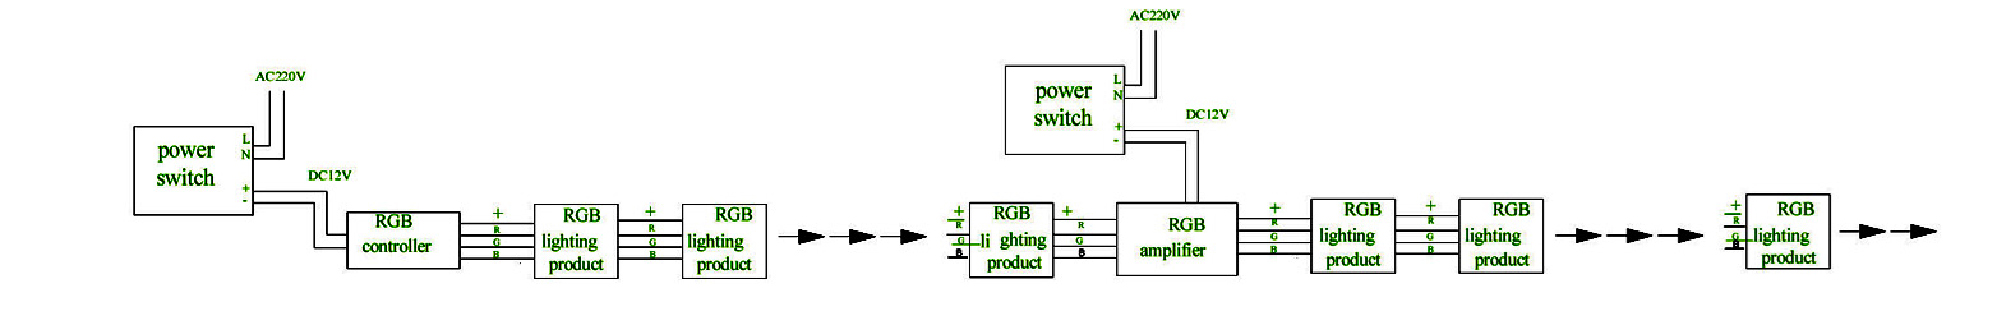 AC220V
L
N
power
switch
+
-
DC12V
RGB
controller
+
R
G
B
RGB
lighting
product
+
R
G
B
RGB
lighting
product
+
R
G
B
RGB
li ghting
product
+
R
G
B
AC220V
L
N
power
switch
+
-
DC12V
RGB
amplifier
+
R
G
B
RGB
lighting
product
+
R
G
B
RGB
lighting
product
+
R
G
B
RGB
lighting
product